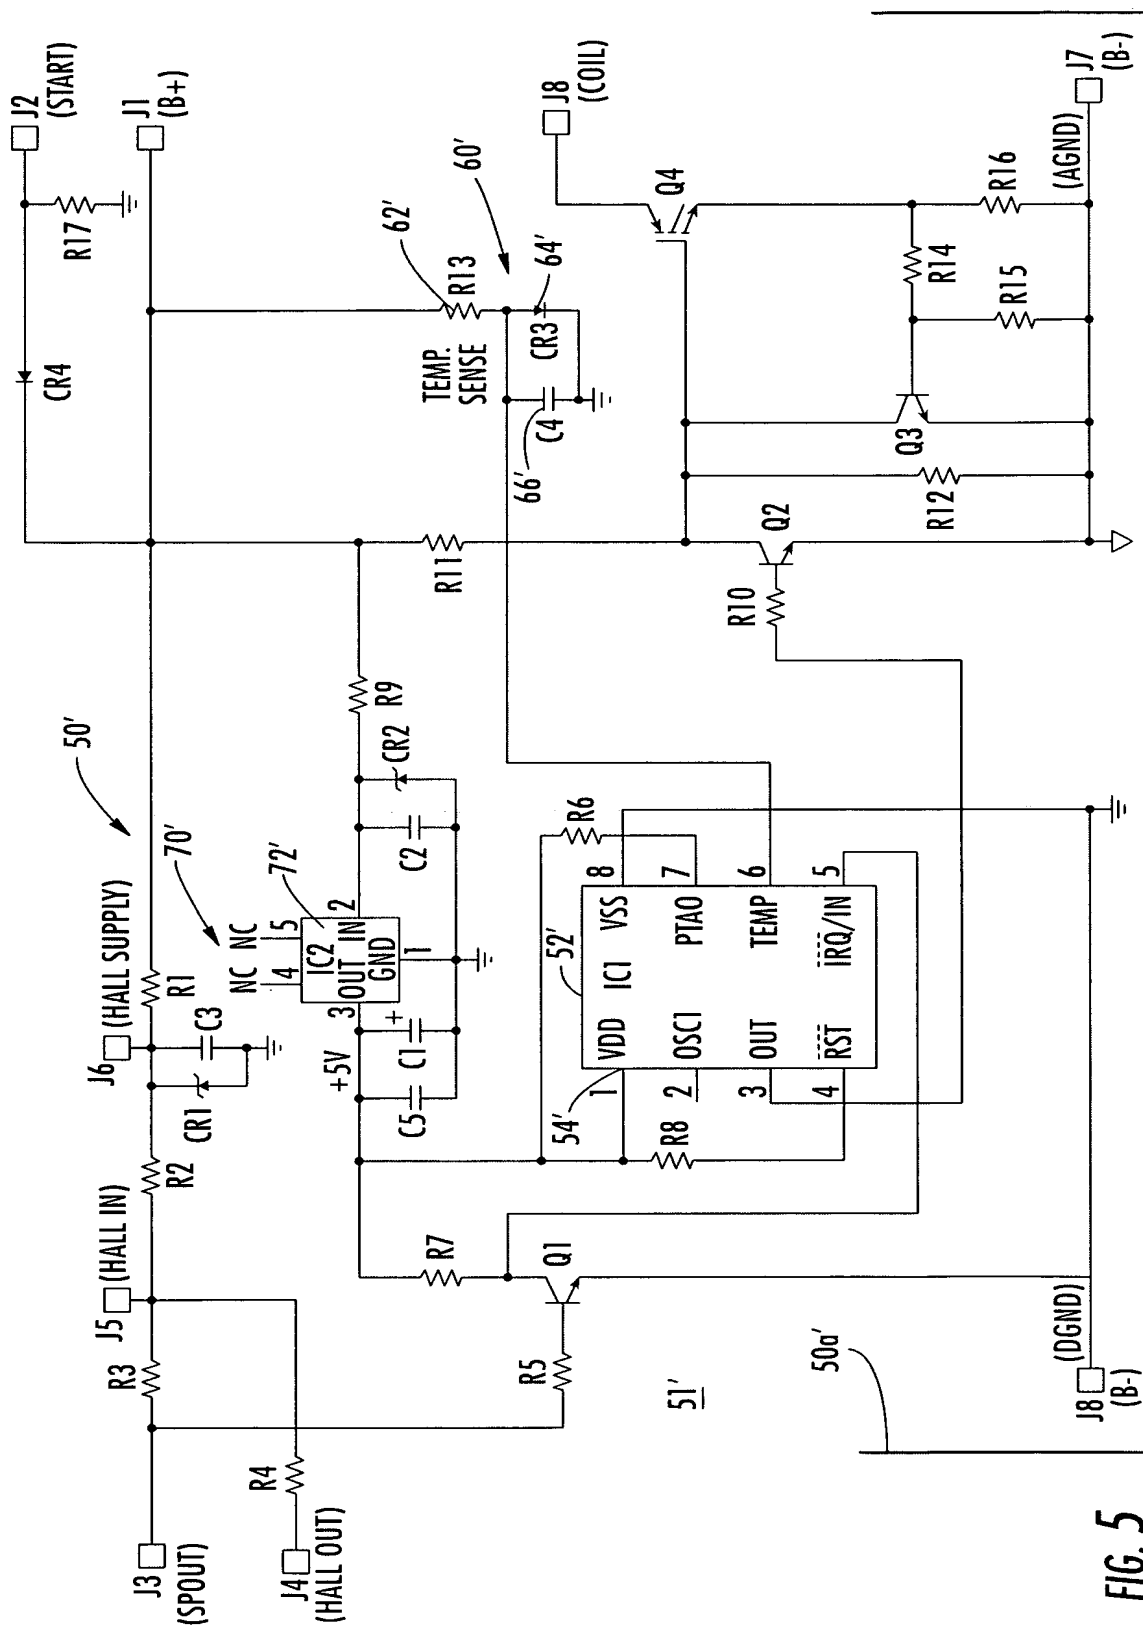 J3
(SPOUT)
J4
(HALL OUT)
R4
R3
J5 (HALL IN)
R2
J6 (HALL SUPPLY)
CR1
C3
R1
50'
70'
NC
NC
4
5
72'
IC2
OUT
IN
GND
3
2
1
+5V
C5
C1
+
C2
CR2
R9
CR4
R17
J2
(START)
J1
(B+)
R11
TEMP.
SENSE
62'
R13
60'
64'
CR3
C4
66'
J8
(COIL)
Q4
R7
Q1
R5
51'
50a'
54'
R8
52'
IC1
VDD
OSC1
OUT
RST
VSS
PTAO
TEMP
IRQ/IN
1
2
3
4
8
7
6
5
R6
R10
Q2
R12
Q3
R14
R15
R16
(AGND)
J7
(B-)
(DGND)
J8
(B-)
FIG. 5